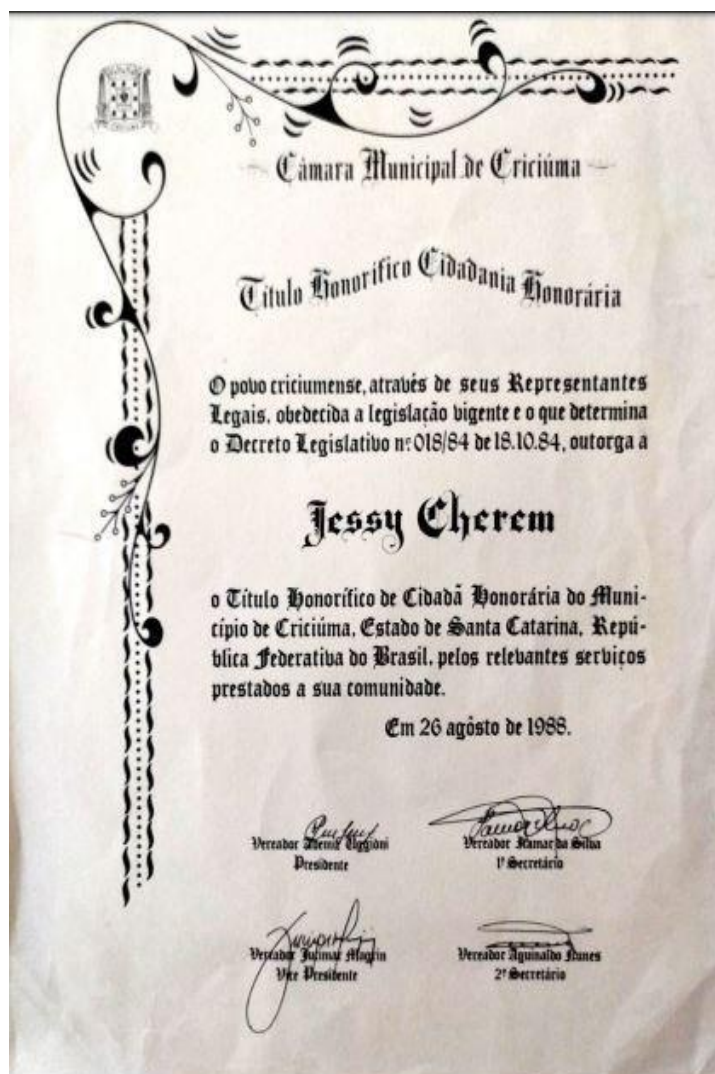 Câmara Municipal de Criciúma
Título Honorífico Cidadania Honorária
O povo criciumense, através de seus Representantes
Legais, obedecida a legislação vigente e o que determina
o Decreto Legislativo nº 018/84 de 18.10.84, outorga a
Jessy Cherem
o Título Honorífico de Cidadã Honorária do Muni-
cípio de Criciúma, Estado de Santa Catarina, Repú-
blica Federativa do Brasil, pelos relevantes serviços
prestados a sua comunidade.
Em 26 agôsto de 1988.
Vereador
Vereador Itamar da Silva
Presidente
1º Secretário
Vereador
Vereador Aguinaldo Nunes
Vice Presidente
2º Secretário